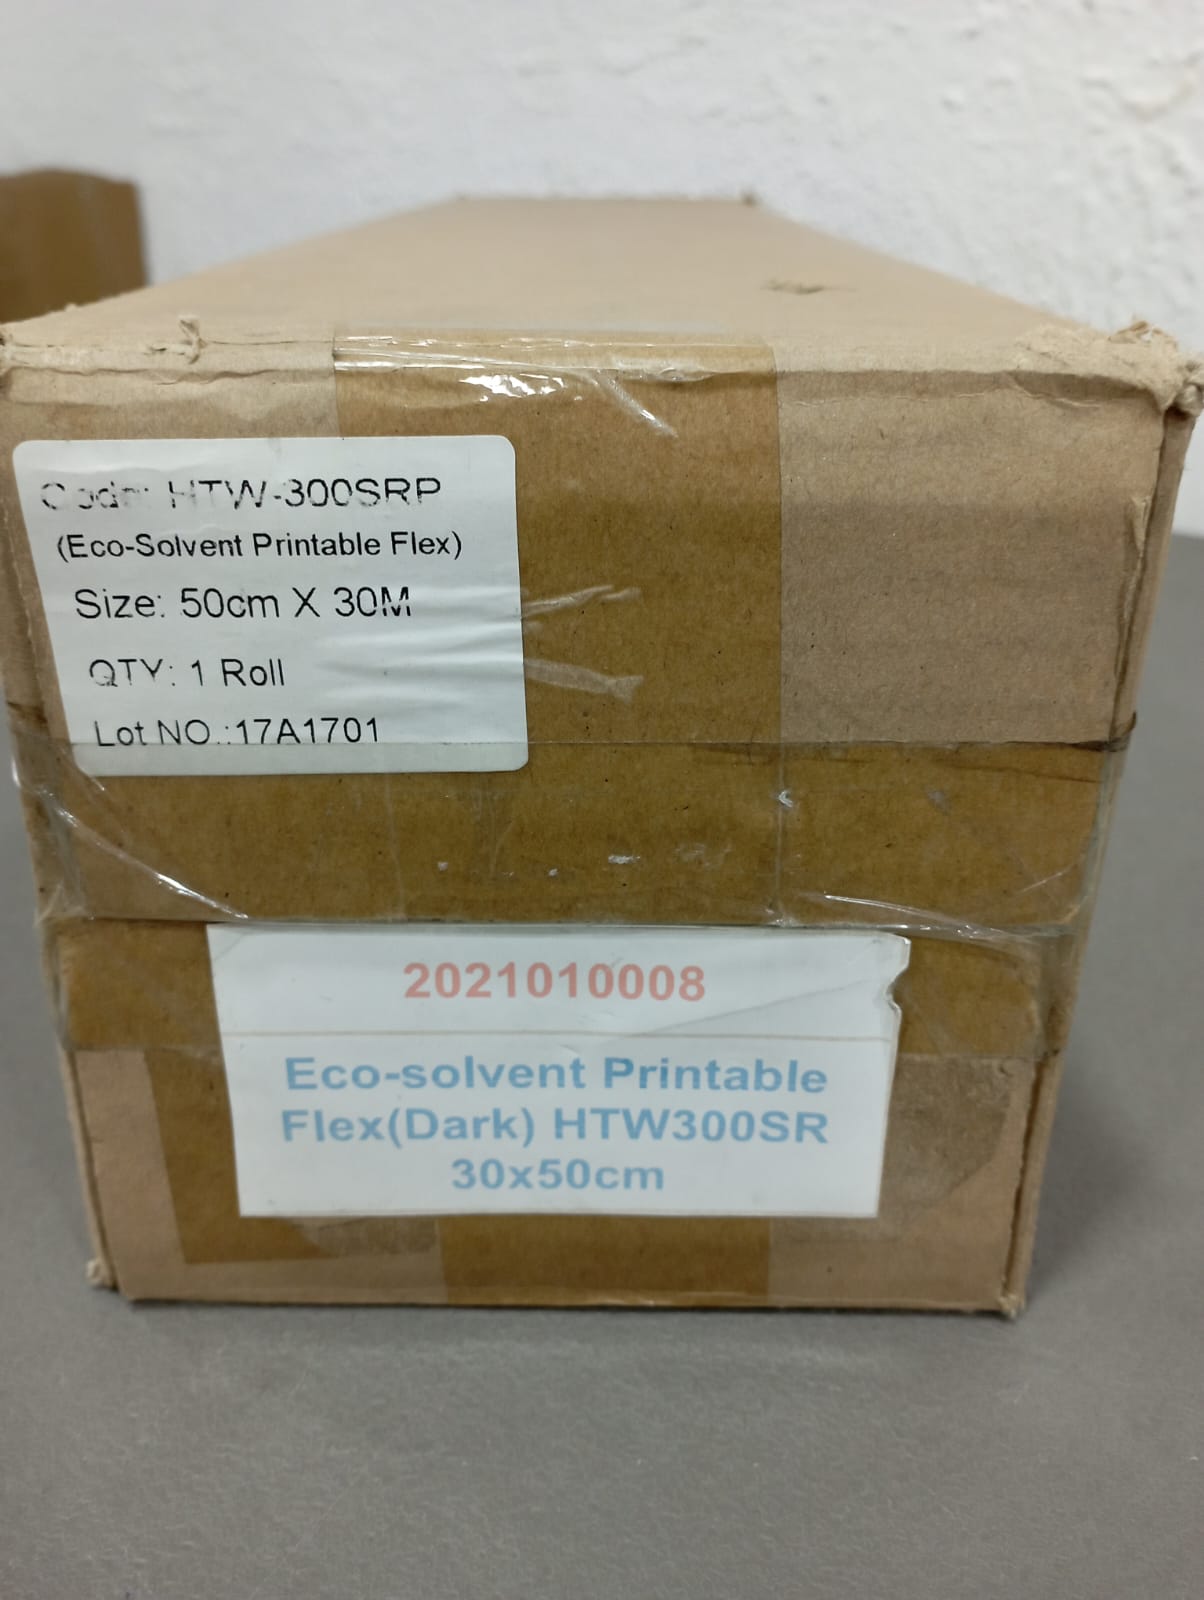 Code: HTW-300SRP
(Eco-Solvent Printable Flex)
Size: 50cm X 30M
QTY: 1 Roll
Lot NO.:17A1701
2021010008
Eco-solvent Printable
Flex(Dark) HTW300SR
30x50cm